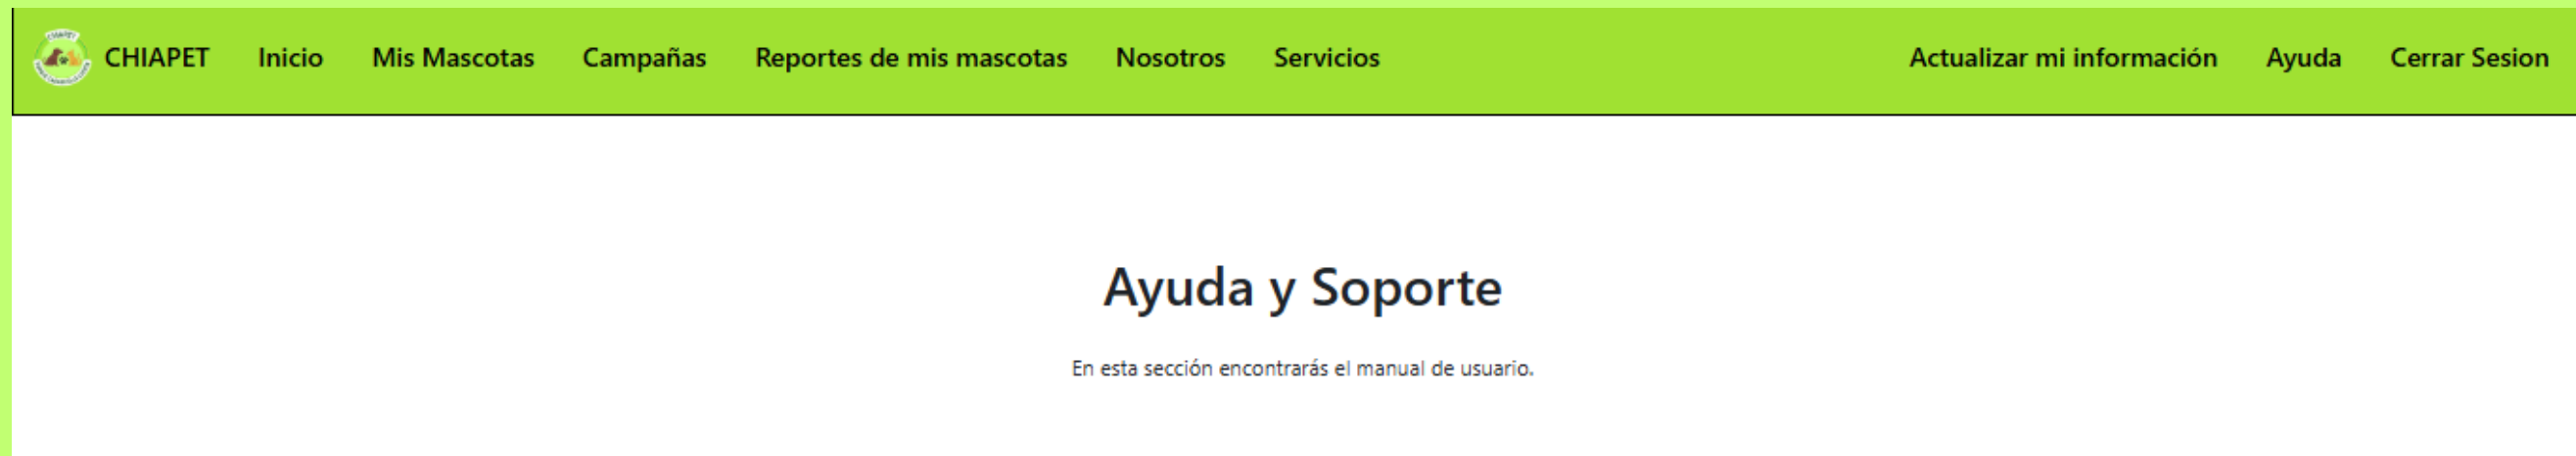 CHIAPET
CHIAPET Inicio Mis Mascotas Campañas Reportes de mis mascotas Nosotros Servicios Actualizar mi información Ayuda Cerrar Sesion
Ayuda y Soporte
En esta sección encontrarás el manual de usuario.